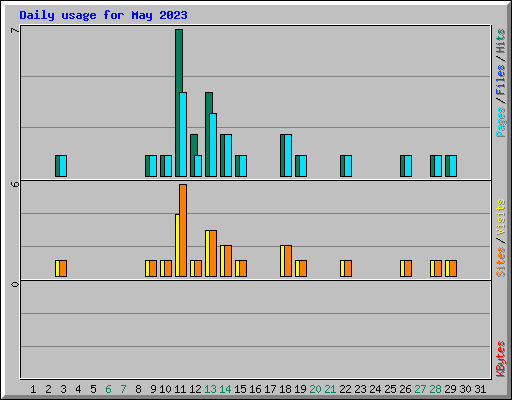 Daily usage for May 2023
7
6
0
Pages/Files/Hits
Sites/Visits
KBytes
1 2 3 4 5 6 7 8 9 10 11 12 13 14 15 16 17 18 19 20 21 22 23 24 25 26 27 28 29 30 31